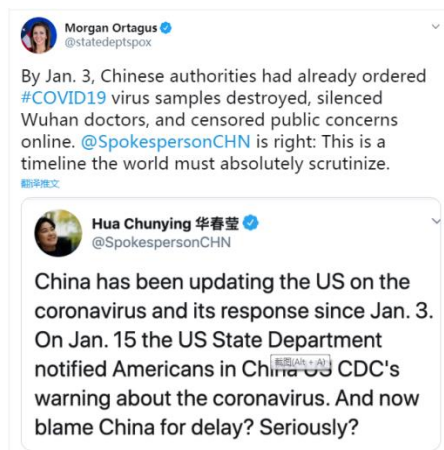 Morgan Ortagus
@statedeptspox
By Jan. 3, Chinese authorities had already ordered
#COVID19 virus samples destroyed, silenced
Wuhan doctors, and censored public concerns
online. @SpokespersonCHN is right: This is a
timeline the world must absolutely scrutinize.
翻译推文
Hua Chunying 华春莹
@SpokespersonCHN
China has been updating the US on the
coronavirus and its response since Jan. 3.
On Jan. 15 the US State Department
notified Americans in China US CDC's
截图(Alt + A)
warning about the coronavirus. And now
blame China for delay? Seriously?